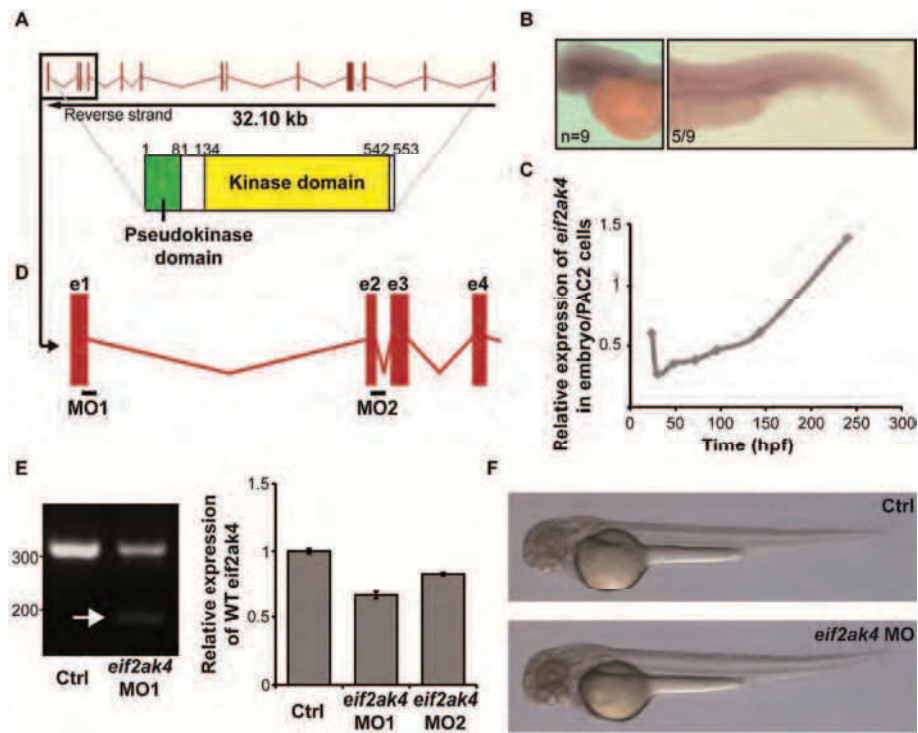 A
Reverse strand
32.10 kb
1 81 134 542 553
Kinase domain
Pseudokinase
domain
B
n=9
5/9
C
Relative expression of eif2ak4
in embryo/PAC2 cells
1.5
1
0.5
0 50 100 150 200 250 300
Time (hpf)
D
e1 e2 e3 e4
MO1 MO2
E
300
200
Ctrl eif2ak4
MO1
Relative expression
of WT eif2ak4
1.5
1
0.5
0
Ctrl eif2ak4 eif2ak4
MO1 MO2
F
Ctrl
eif2ak4 MO